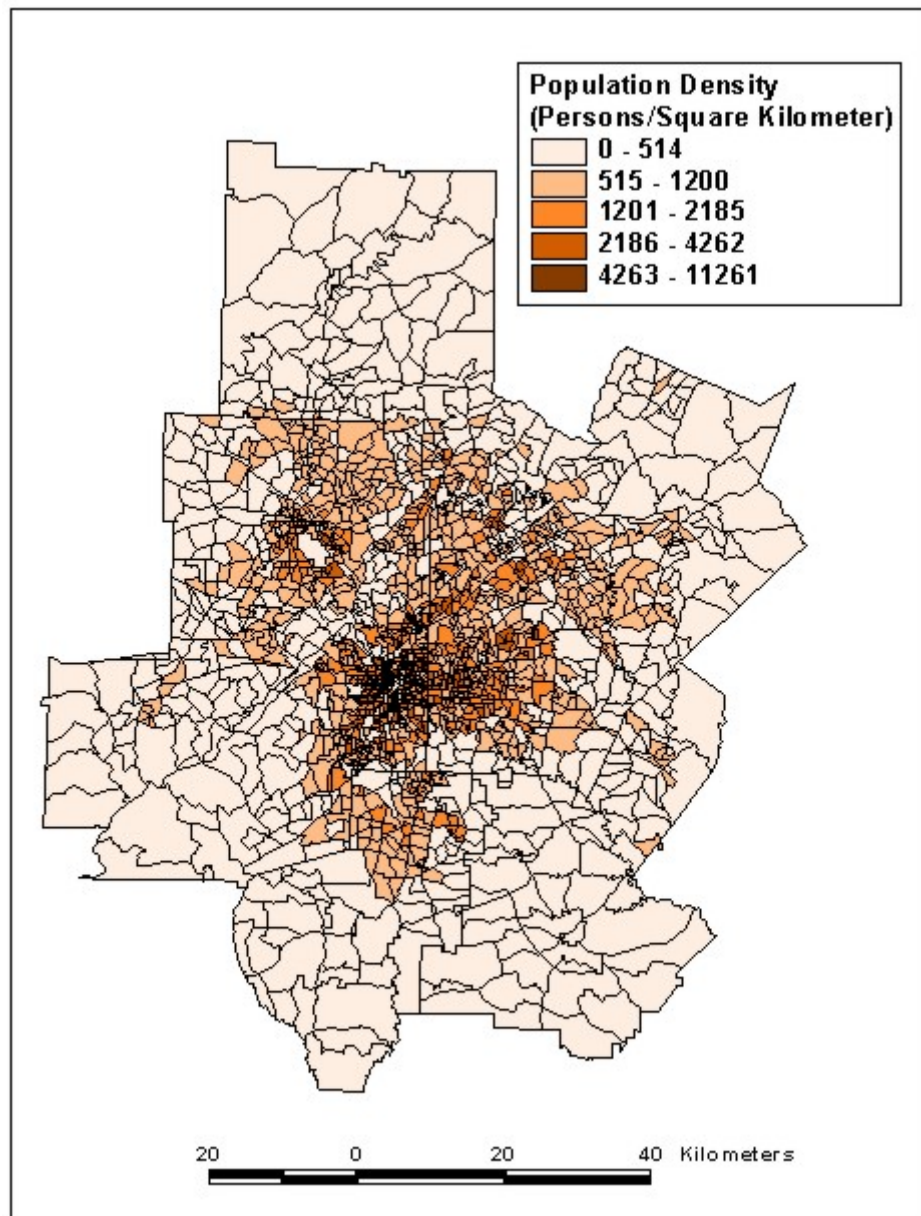 Population Density
(Persons/Square Kilometer)
0 - 514
515 - 1200
1201 - 2185
2186 - 4262
4263 - 11261
20 0 20 40 Kilometers